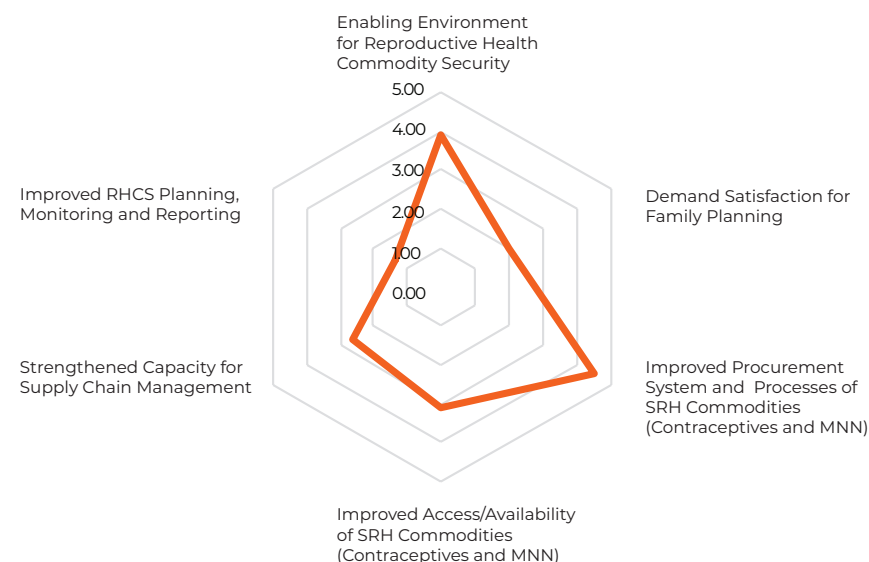 Enabling Environment
for Reproductive Health
Commodity Security
5.00
4.00
3.00
2.00
1.00
0.00
Improved RHCS Planning,
Monitoring and Reporting
Demand Satisfaction for
Family Planning
Strengthened Capacity for
Supply Chain Management
Improved Procurement
System and Processes of
SRH Commodities
(Contraceptives and MNN)
Improved Access/Availability
of SRH Commodities
(Contraceptives and MNN)